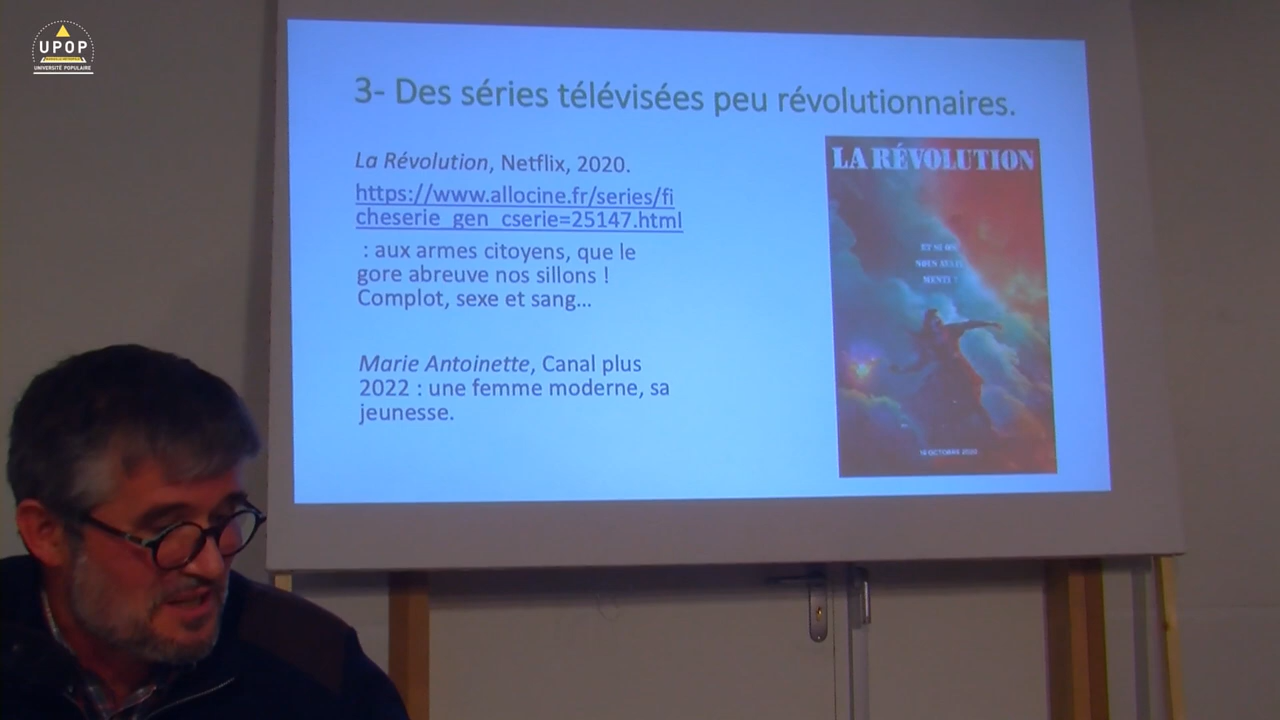 UPOP
UNIVERSITÉ POPULAIRE
3- Des séries télévisées peu révolutionnaires.
La Révolution, Netflix, 2020.
https://www.allocine.fr/series/fi
cheserie_gen_cserie=25147.html
: aux armes citoyens, que le
gore abreuve nos sillons !
Complot, sexe et sang...
Marie Antoinette, Canal plus
2022 : une femme moderne, sa
jeunesse.
LA RÉVOLUTION
ET SI ON
NOUS AVAIT
MENTI ?
16 OCTOBRE 2020